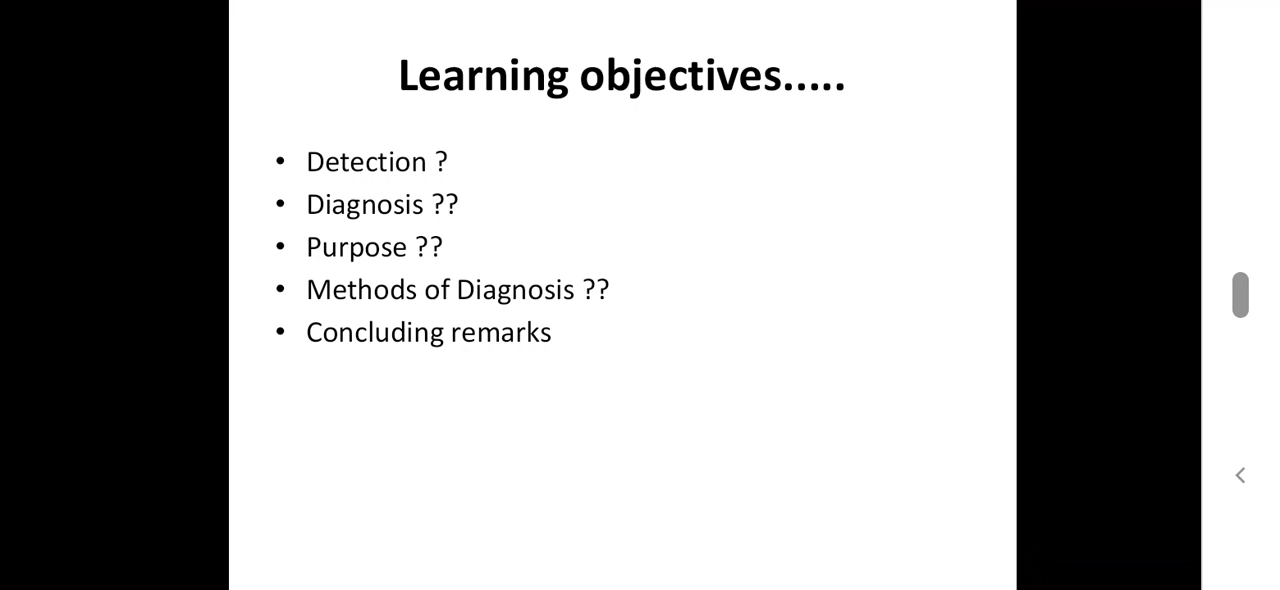 Learning objectives.....
• Detection ?
• Diagnosis ??
• Purpose ??
• Methods of Diagnosis ??
• Concluding remarks